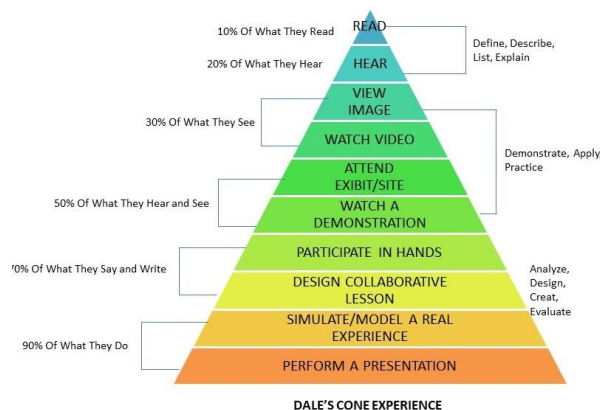 READ
10% Of What They Read
Define, Describe,
List, Explain
HEAR
20% Of What They Hear
VIEW
IMAGE
30% Of What They See
WATCH VIDEO
Demonstrate, Apply,
Practice
ATTEND
EXIBIT/SITE
50% Of What They Hear and See
WATCH A
DEMONSTRATION
PARTICIPATE IN HANDS
70% Of What They Say and Write
DESIGN COLLABORATIVE
LESSON
Analyze,
Design,
Creat,
Evaluate
SIMULATE/MODEL A REAL
EXPERIENCE
90% Of What They Do
PERFORM A PRESENTATION
DALE'S CONE EXPERIENCE